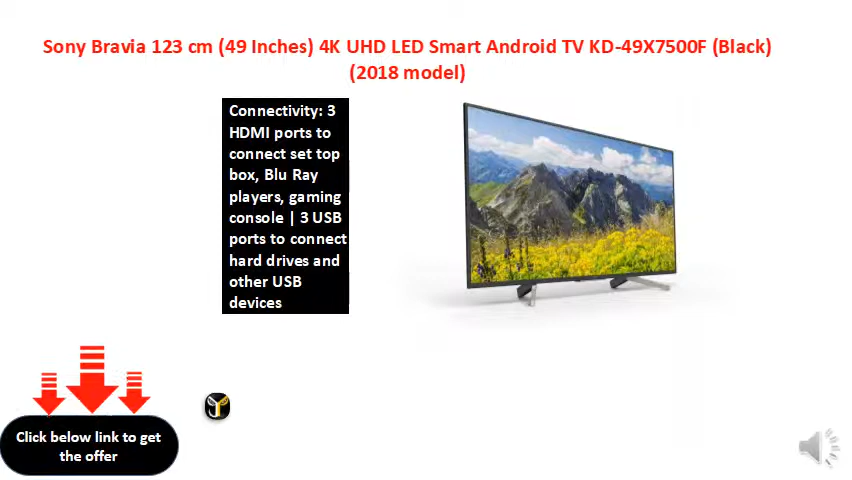 Sony Bravia 123 cm (49 Inches) 4K UHD LED Smart Android TV KD-49X7500F (Black)
(2018 model)
Connectivity: 3
HDMI ports to
connect set top
box, Blu Ray
players, gaming
console | 3 USB
ports to connect
hard drives and
other USB
devices
Click below link to get
the offer